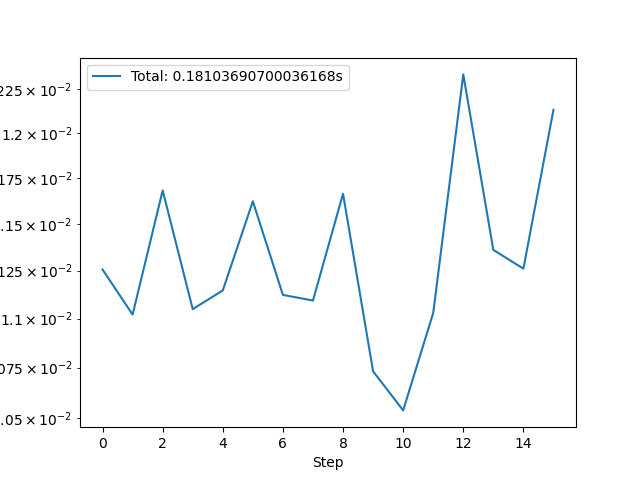 Total: 0.18103690700036168s
225 × 10⁻²
1.2 × 10⁻²
175 × 10⁻²
.15 × 10⁻²
125 × 10⁻²
1.1 × 10⁻²
075 × 10⁻²
.05 × 10⁻²
0 2 4 6 8 10 12 14
Step